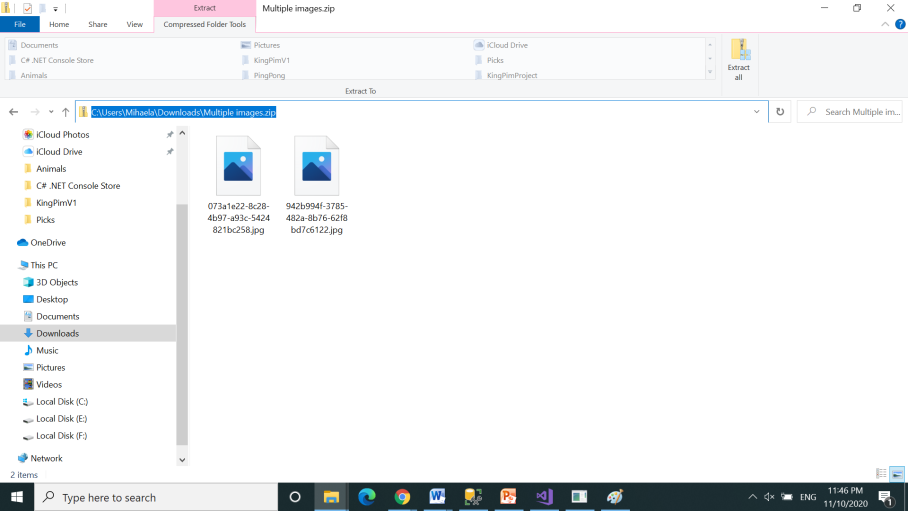 Extract
Multiple images.zip
File
Home
Share
View
Compressed Folder Tools
Documents
Pictures
iCloud Drive
C# .NET Console Store
KingPimV1
Picks
Animals
PingPong
KingPimProject
Extract
all
Extract To
C:\Users\Mihaela\Downloads\Multiple images.zip
Search Multiple im...
iCloud Photos
iCloud Drive
Animals
C# .NET Console Store
KingPimV1
Picks
OneDrive
This PC
3D Objects
Desktop
Documents
Downloads
Music
Pictures
Videos
Local Disk (C:)
Local Disk (E:)
Local Disk (F:)
Network
073a1e22-8c28-
4b97-a93c-5424
821bc258.jpg
942b994f-3785-
482a-8b76-62f8
bd7c6122.jpg
2 items
Type here to search
ENG
11:46 PM
11/10/2020
1